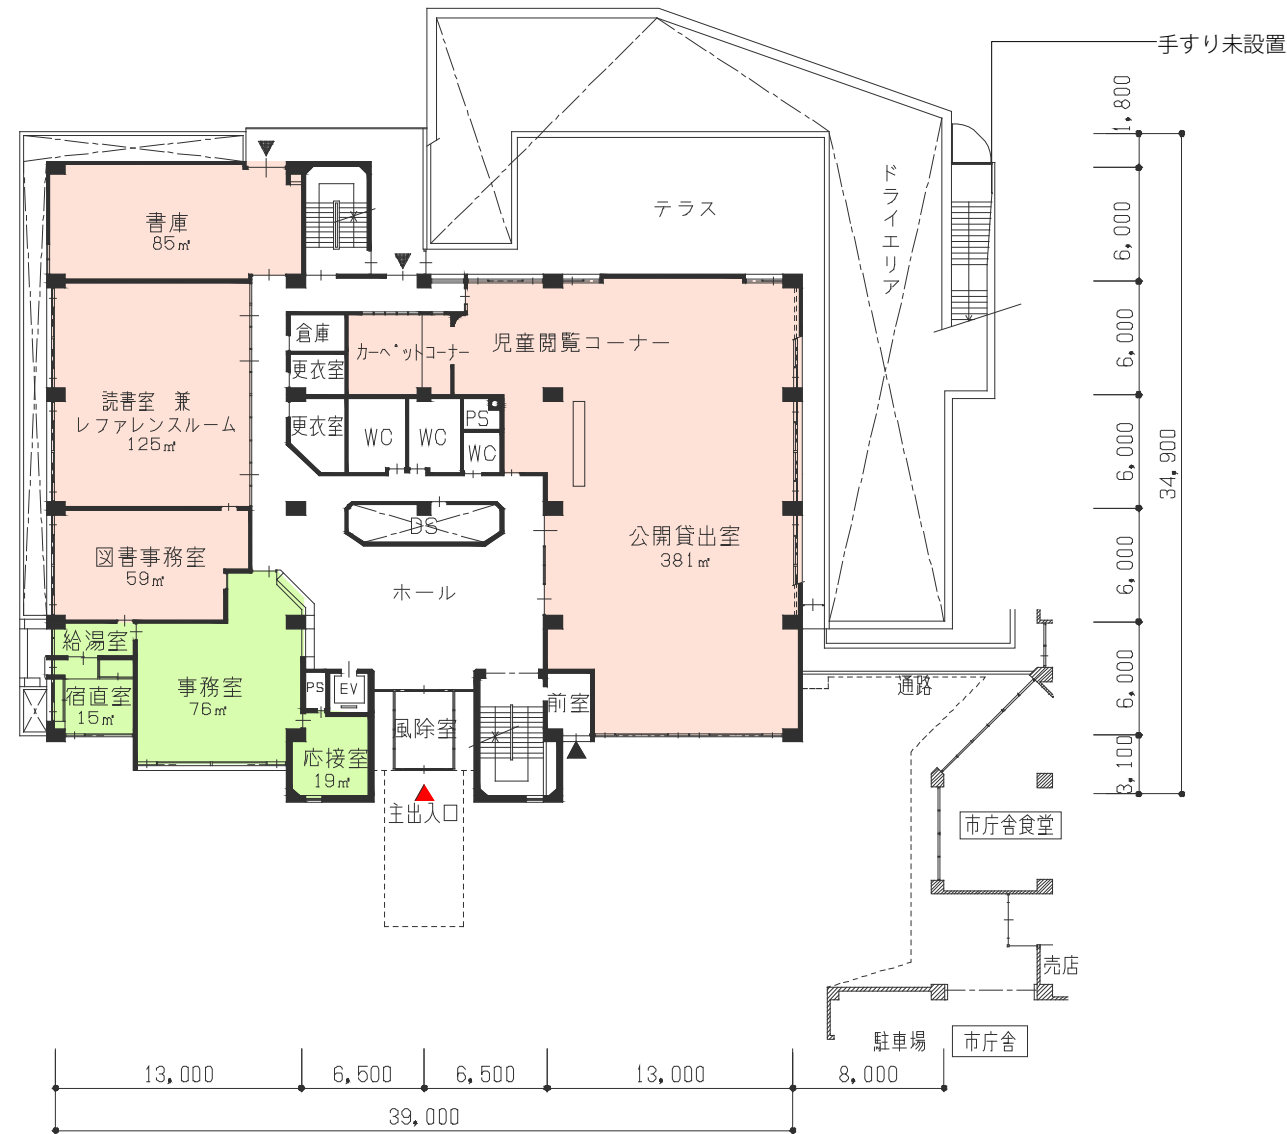 手すり未設置
1,800
ドライエリア
テラス
書庫
85㎡
6,000
倉庫
カーペットコーナー
児童閲覧コーナー
6,000
更衣室
読書室 兼
レファレンスルーム
125㎡
更衣室
WC
WC
PS
WC
6,000
34,900
DS
公開貸出室
381㎡
図書事務室
59㎡
ホール
6,000
給湯室
宿直室
15㎡
事務室
76㎡
PS
EV
風除室
前室
通路
6,000
応接室
19㎡
3,100
主出入口
市庁舎食堂
売店
駐車場
市庁舎
13,000
6,500
6,500
13,000
8,000
39,000